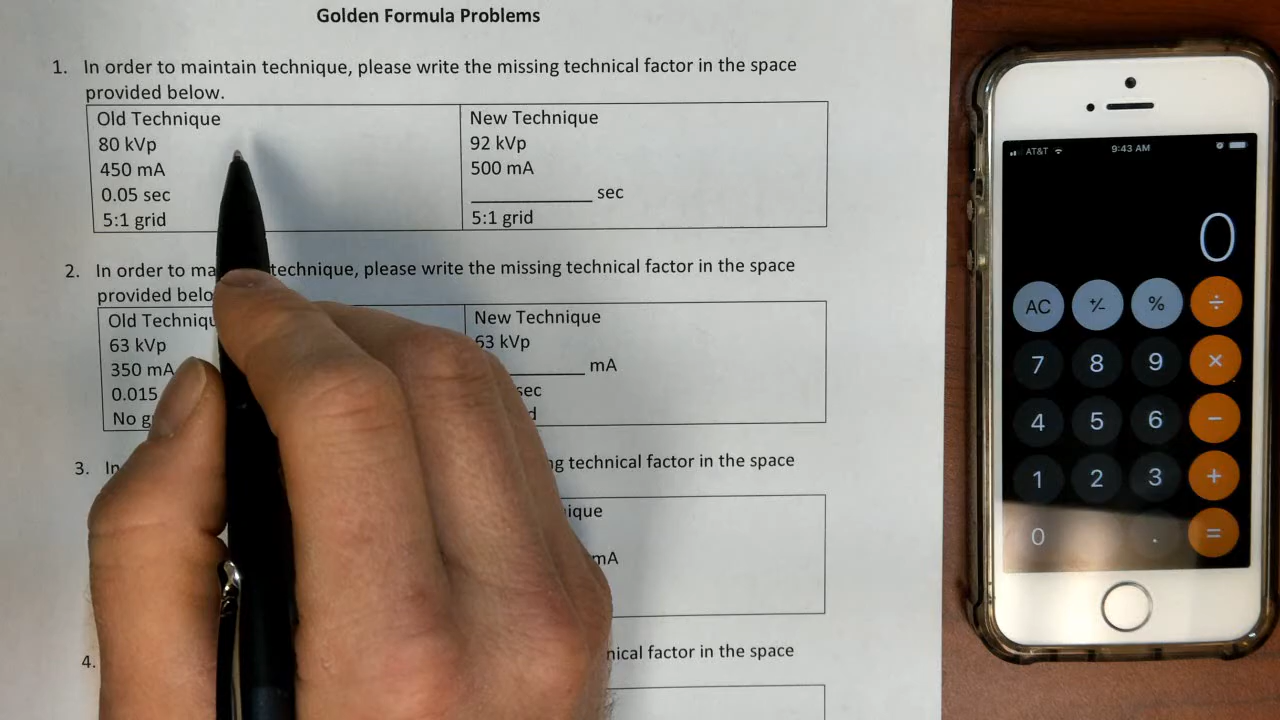 Golden Formula Problems
1. In order to maintain technique, please write the missing technical factor in the space
provided below.
Old Technique
80 kVp
450 mA
0.05 sec
5:1 grid
New Technique
92 kVp
500 mA
____________ sec
5:1 grid
2. In order to ma technique, please write the missing technical factor in the space
provided belo
Old Techniqu
63 kVp
350 mA
0.015
No g
New Technique
63 kVp
____________ mA
sec
3. In ng technical factor in the space
ique
mA
4. nical factor in the space
AT&T 9:43 AM
0
AC +/- % ÷
7 8 9 ×
4 5 6 −
1 2 3 +
0 . =